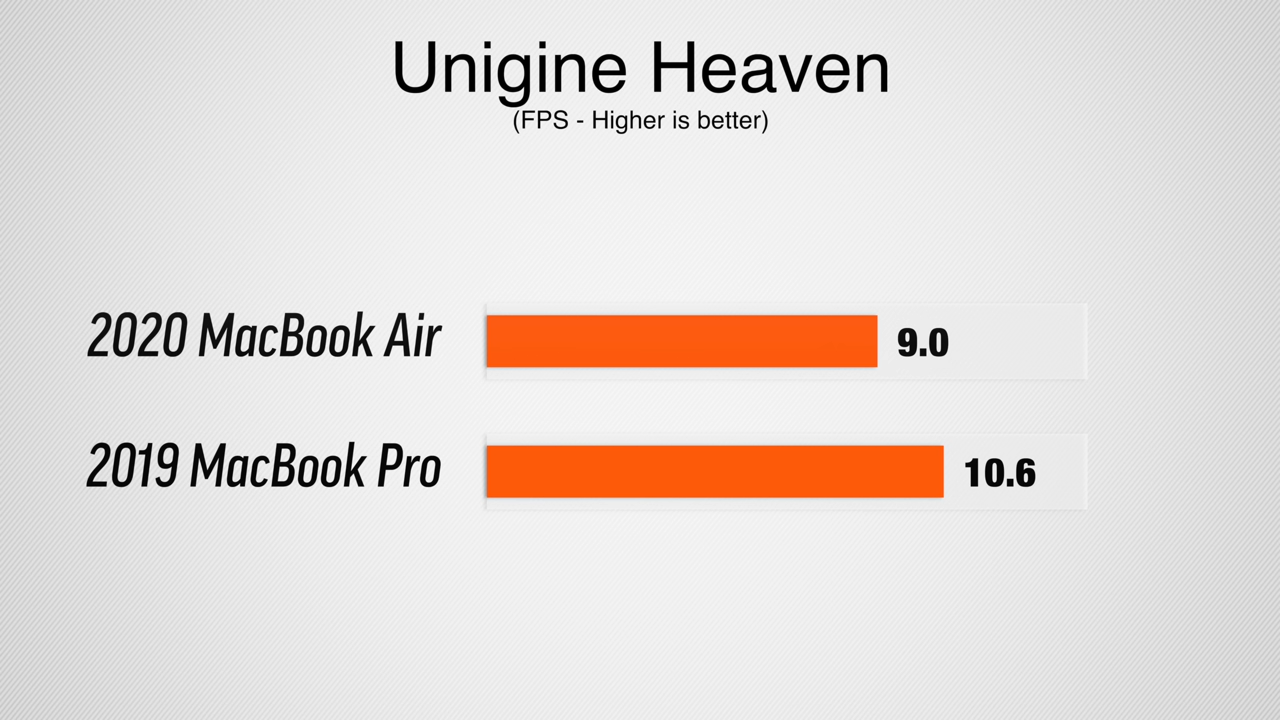 Unigine Heaven
(FPS - Higher is better)
2020 MacBook Air 9.0
2019 MacBook Pro 10.6